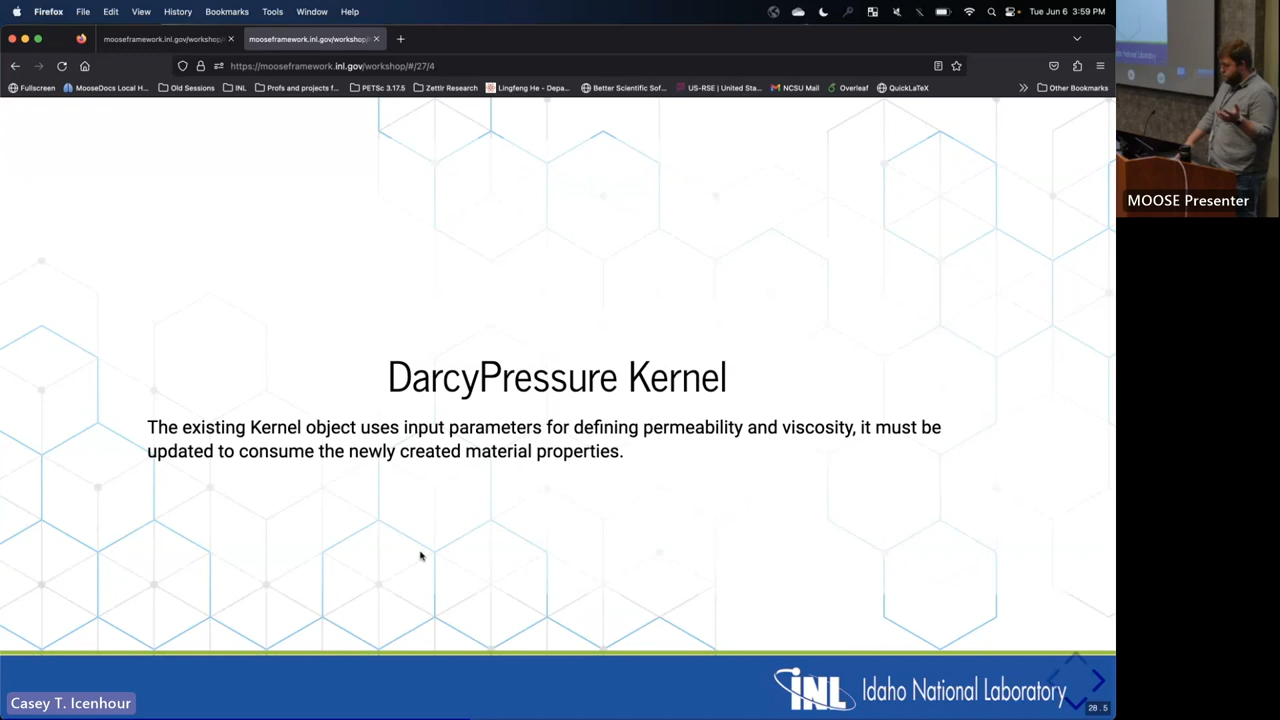 Firefox File Edit View History Bookmarks Tools Window Help Tue Jun 6 3:59 PM
mooseframework.inl.gov/workshop/ mooseframework.inl.gov/workshop/
https://mooseframework.inl.gov/workshop/#/27/4
Fullscreen MooseDocs Local H... Old Sessions INL Profs and projects f... PETSc 3.17.5 Zettlr Research Lingfeng He - Depa... Better Scientific Sof... US-RSE | United Sta... NCSU Mail Overleaf QuickLaTeX Other Bookmarks
MOOSE Presenter
DarcyPressure Kernel
The existing Kernel object uses input parameters for defining permeability and viscosity, it must be
updated to consume the newly created material properties.
INL Idaho National Laboratory
Casey T. Icenhour
28.5